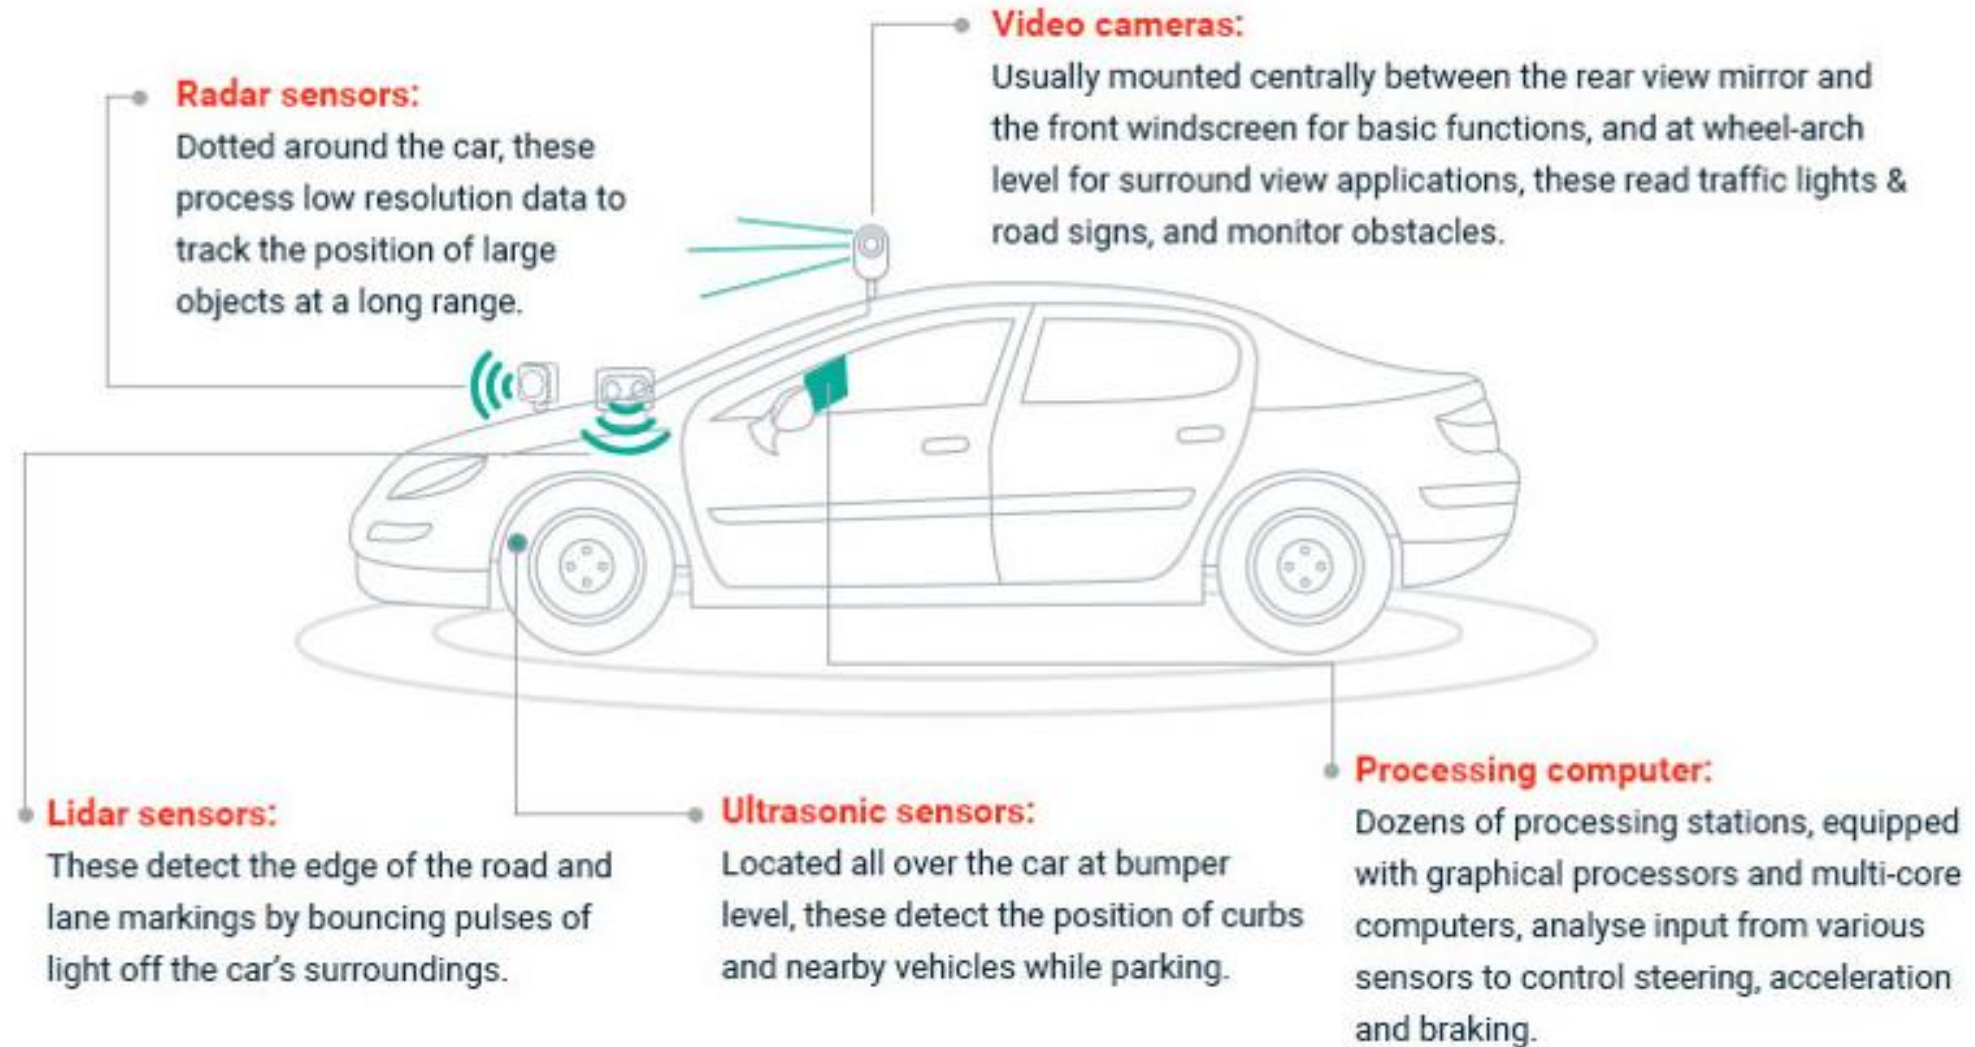 Video cameras:
Usually mounted centrally between the rear view mirror and
the front windscreen for basic functions, and at wheel-arch
level for surround view applications, these read traffic lights &
road signs, and monitor obstacles.
Radar sensors:
Dotted around the car, these
process low resolution data to
track the position of large
objects at a long range.
Lidar sensors:
These detect the edge of the road and
lane markings by bouncing pulses of
light off the car's surroundings.
Ultrasonic sensors:
Located all over the car at bumper
level, these detect the position of curbs
and nearby vehicles while parking.
Processing computer:
Dozens of processing stations, equipped
with graphical processors and multi-core
computers, analyse input from various
sensors to control steering, acceleration
and braking.